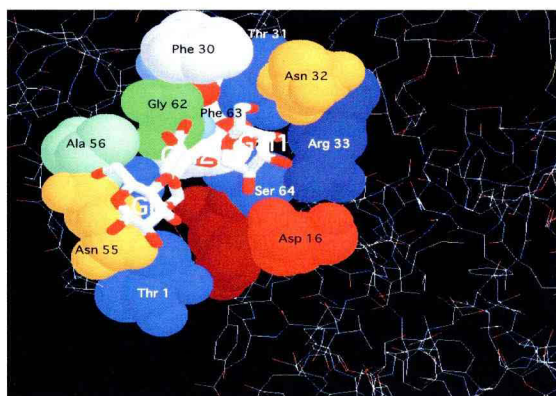 Thr 31
Phe 30
Asn 32
Gly 62
Phe 63
Ala 56
Arg 33
G
Ser 64
G
Asp 16
Asn 55
Thr 1